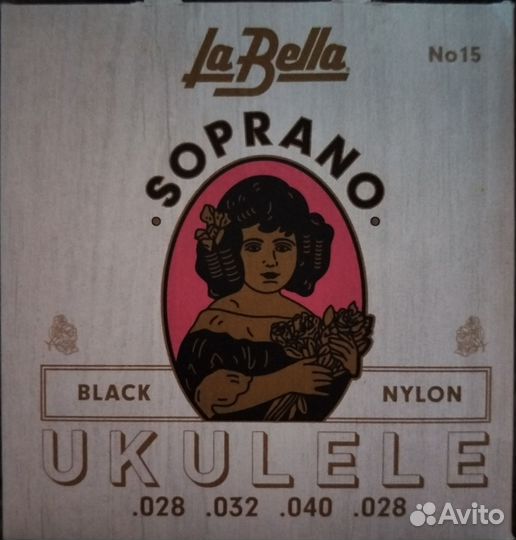 La Bella
No15
SOPRANO
BLACK NYLON
UKULELE
.028 .032 .040 .028
Avito